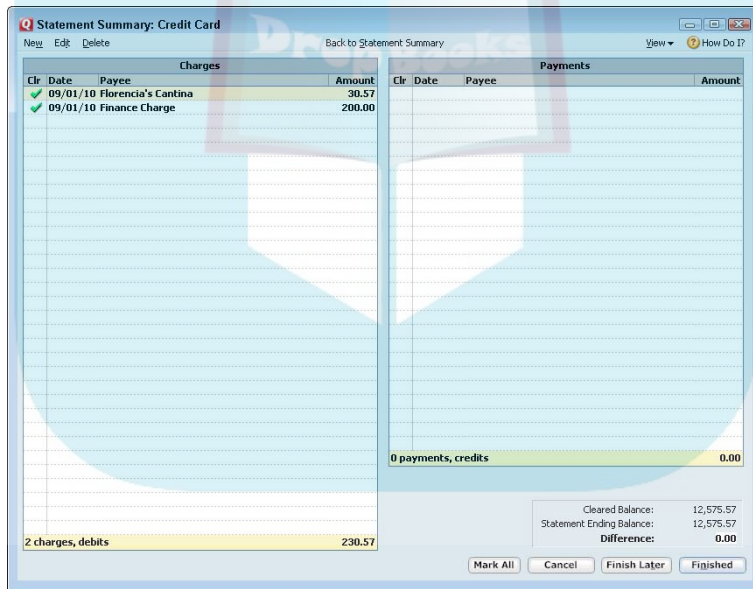 Statement Summary: Credit Card
New Edit Delete Back to Statement Summary View How Do I?
Charges
Clr Date Payee Amount
09/01/10 Florencia's Cantina 30.57
09/01/10 Finance Charge 200.00
2 charges, debits 230.57
Payments
Clr Date Payee Amount
0 payments, credits 0.00
Cleared Balance: 12,575.57
Statement Ending Balance: 12,575.57
Difference: 0.00
Mark All Cancel Finish Later Finished
DropBooks